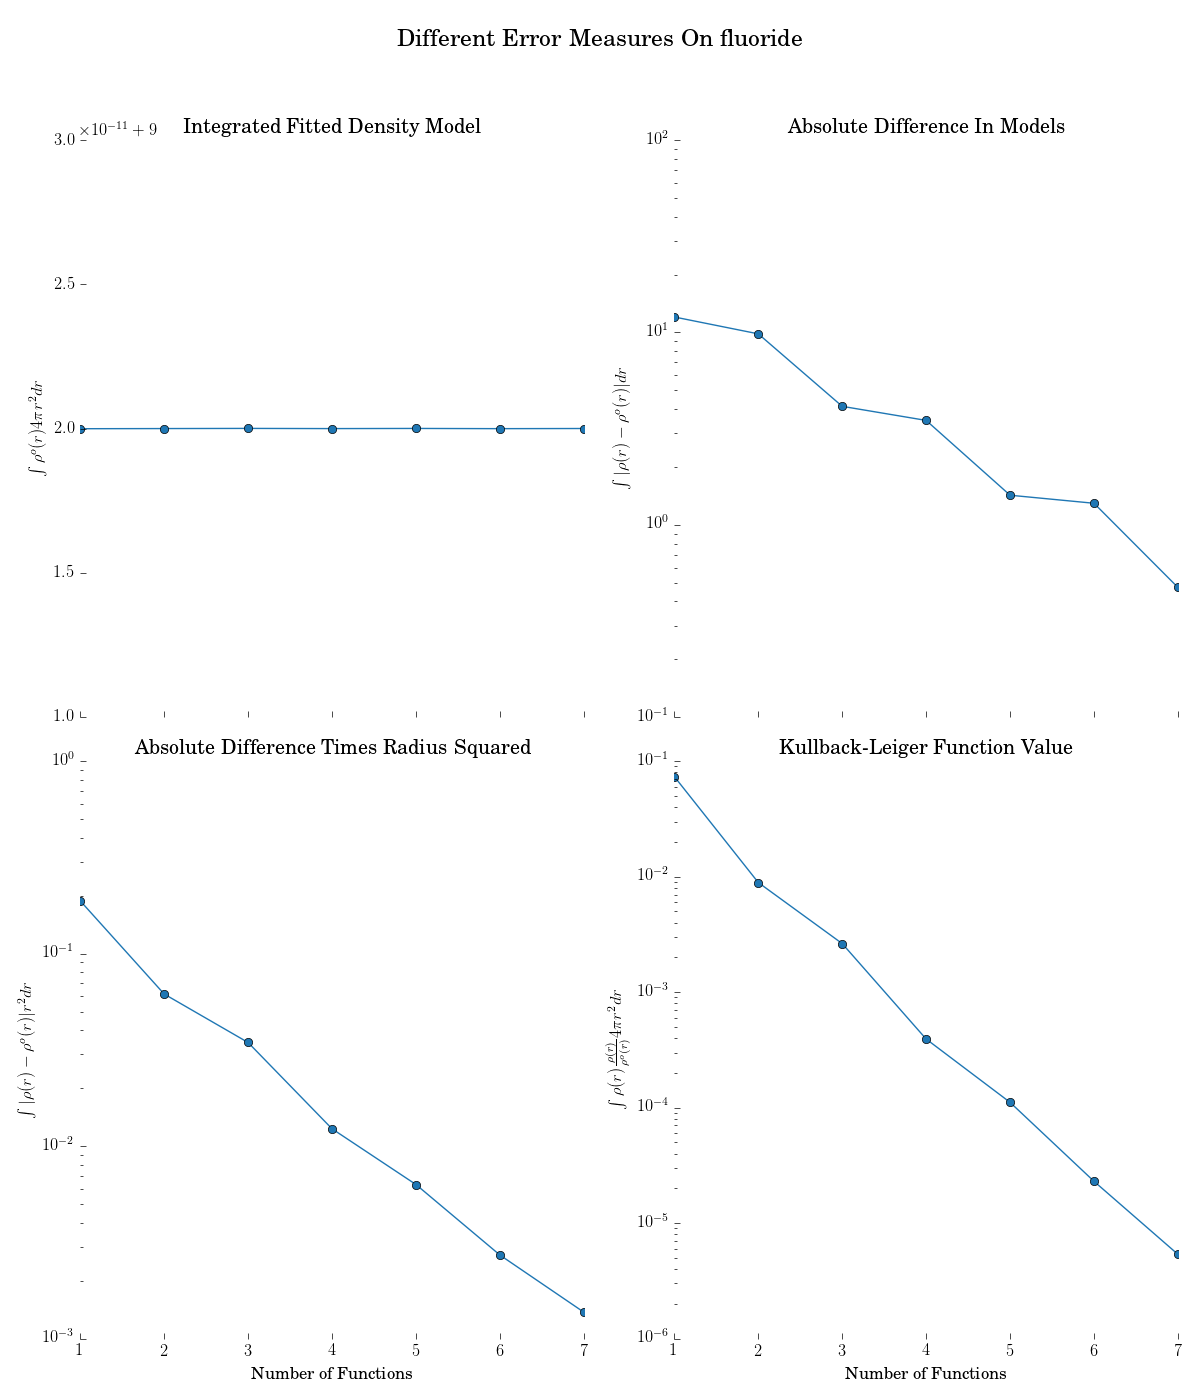 Different Error Measures On fluoride
×10⁻¹¹ + 9
Integrated Fitted Density Model
3.0
2.5
2.0
1.5
1.0
∫ ρᵒ(r)4πr²dr
Absolute Difference In Models
10²
10¹
10⁰
10⁻¹
∫ |ρ(r) − ρᵒ(r)|dr
Absolute Difference Times Radius Squared
10⁰
10⁻¹
10⁻²
10⁻³
∫ |ρ(r) − ρᵒ(r)|r²dr
1 2 3 4 5 6 7
Number of Functions
Kullback-Leiger Function Value
10⁻¹
10⁻²
10⁻³
10⁻⁴
10⁻⁵
10⁻⁶
∫ ρ(r) ρ(r)/ρᵒ(r) 4πr²dr
1 2 3 4 5 6 7
Number of Functions